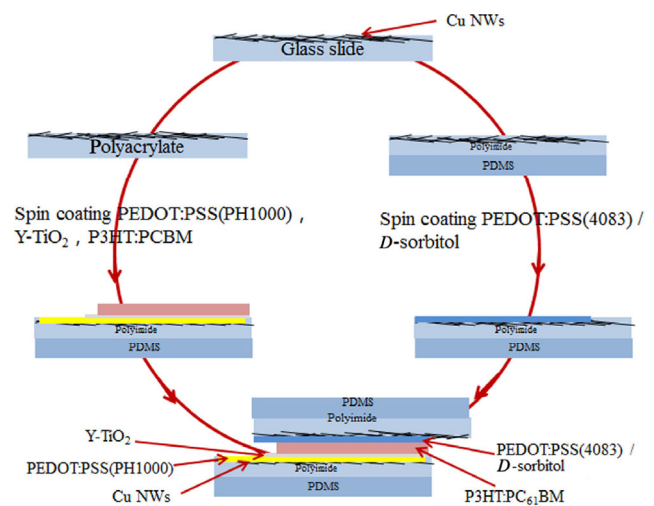 Cu NWs
Glass slide
Polyacrylate
Polyimide
PDMS
Spin coating PEDOT:PSS(PH1000) ,
Y-TiO₂ , P3HT:PCBM
Spin coating PEDOT:PSS(4083) /
D-sorbitol
Polyimide
PDMS
Polyimide
PDMS
PDMS
Polyimide
Y-TiO₂
PEDOT:PSS(PH1000)
Cu NWs
Polyimide
PDMS
PEDOT:PSS(4083) /
D-sorbitol
P3HT:PC₆₁BM